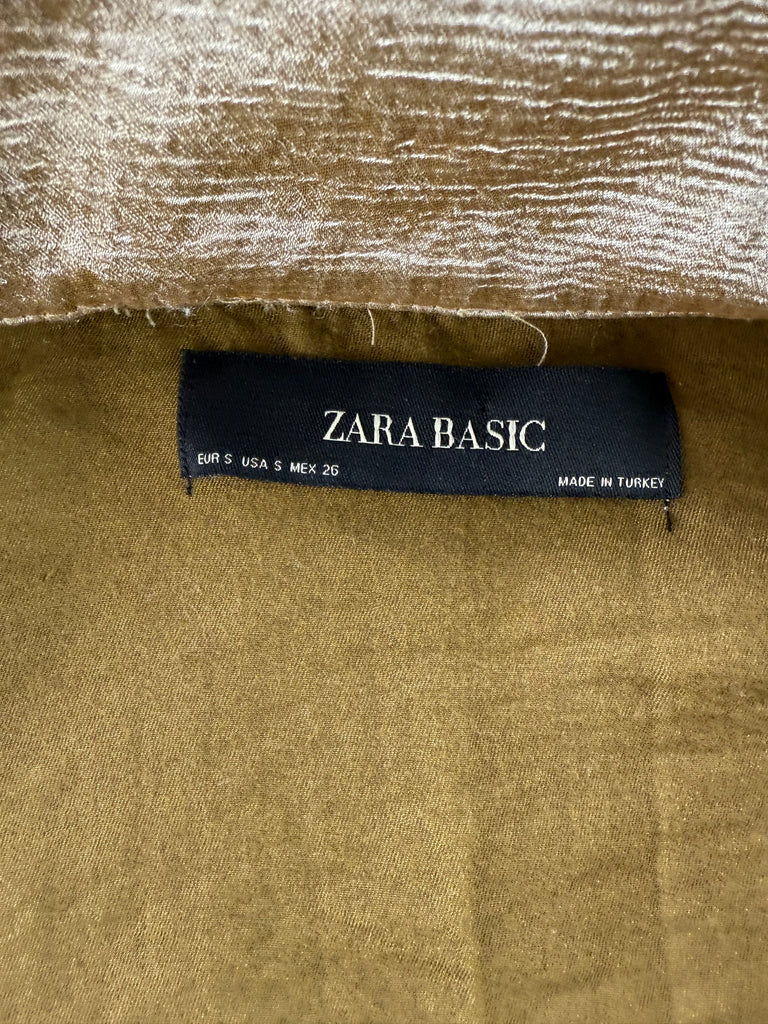 ZARA BASIC
EUR S USA S MEX 26
MADE IN TURKEY